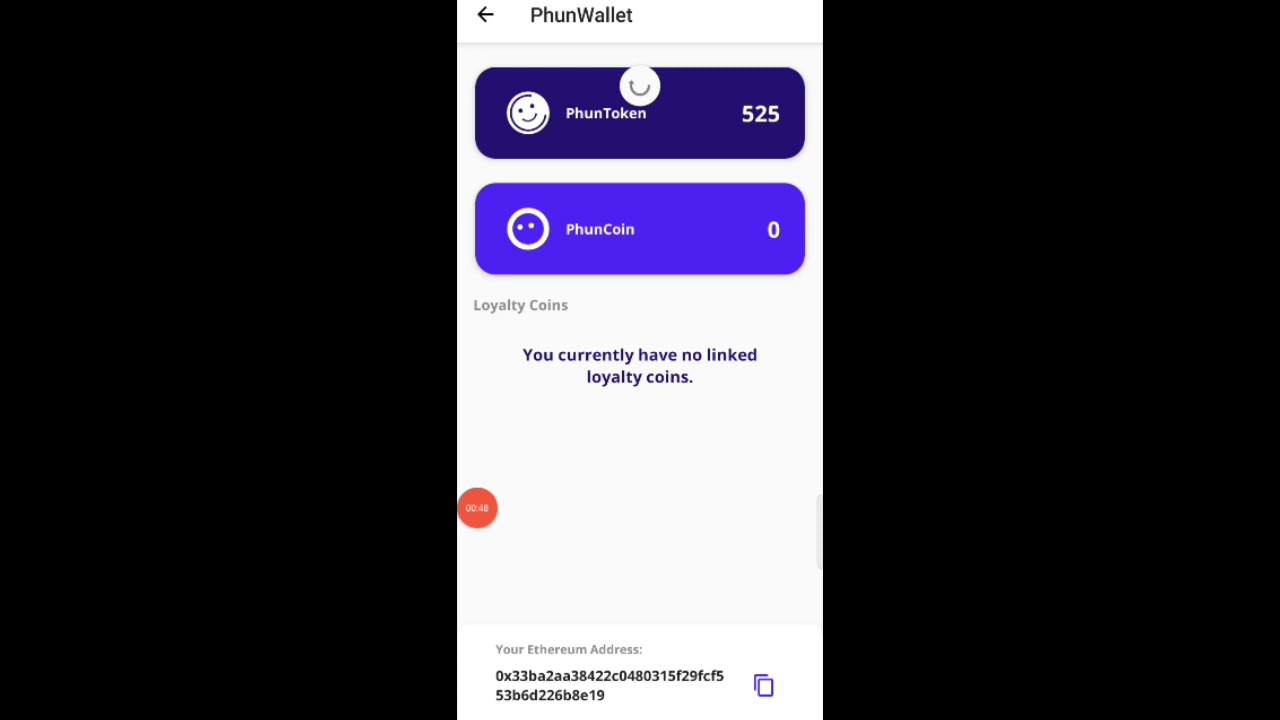 PhunWallet
PhunToken 525
PhunCoin 0
Loyalty Coins
You currently have no linked
loyalty coins.
00:48
Your Ethereum Address:
0x33ba2aa38422c0480315f29fcf5
53b6d226b8e19